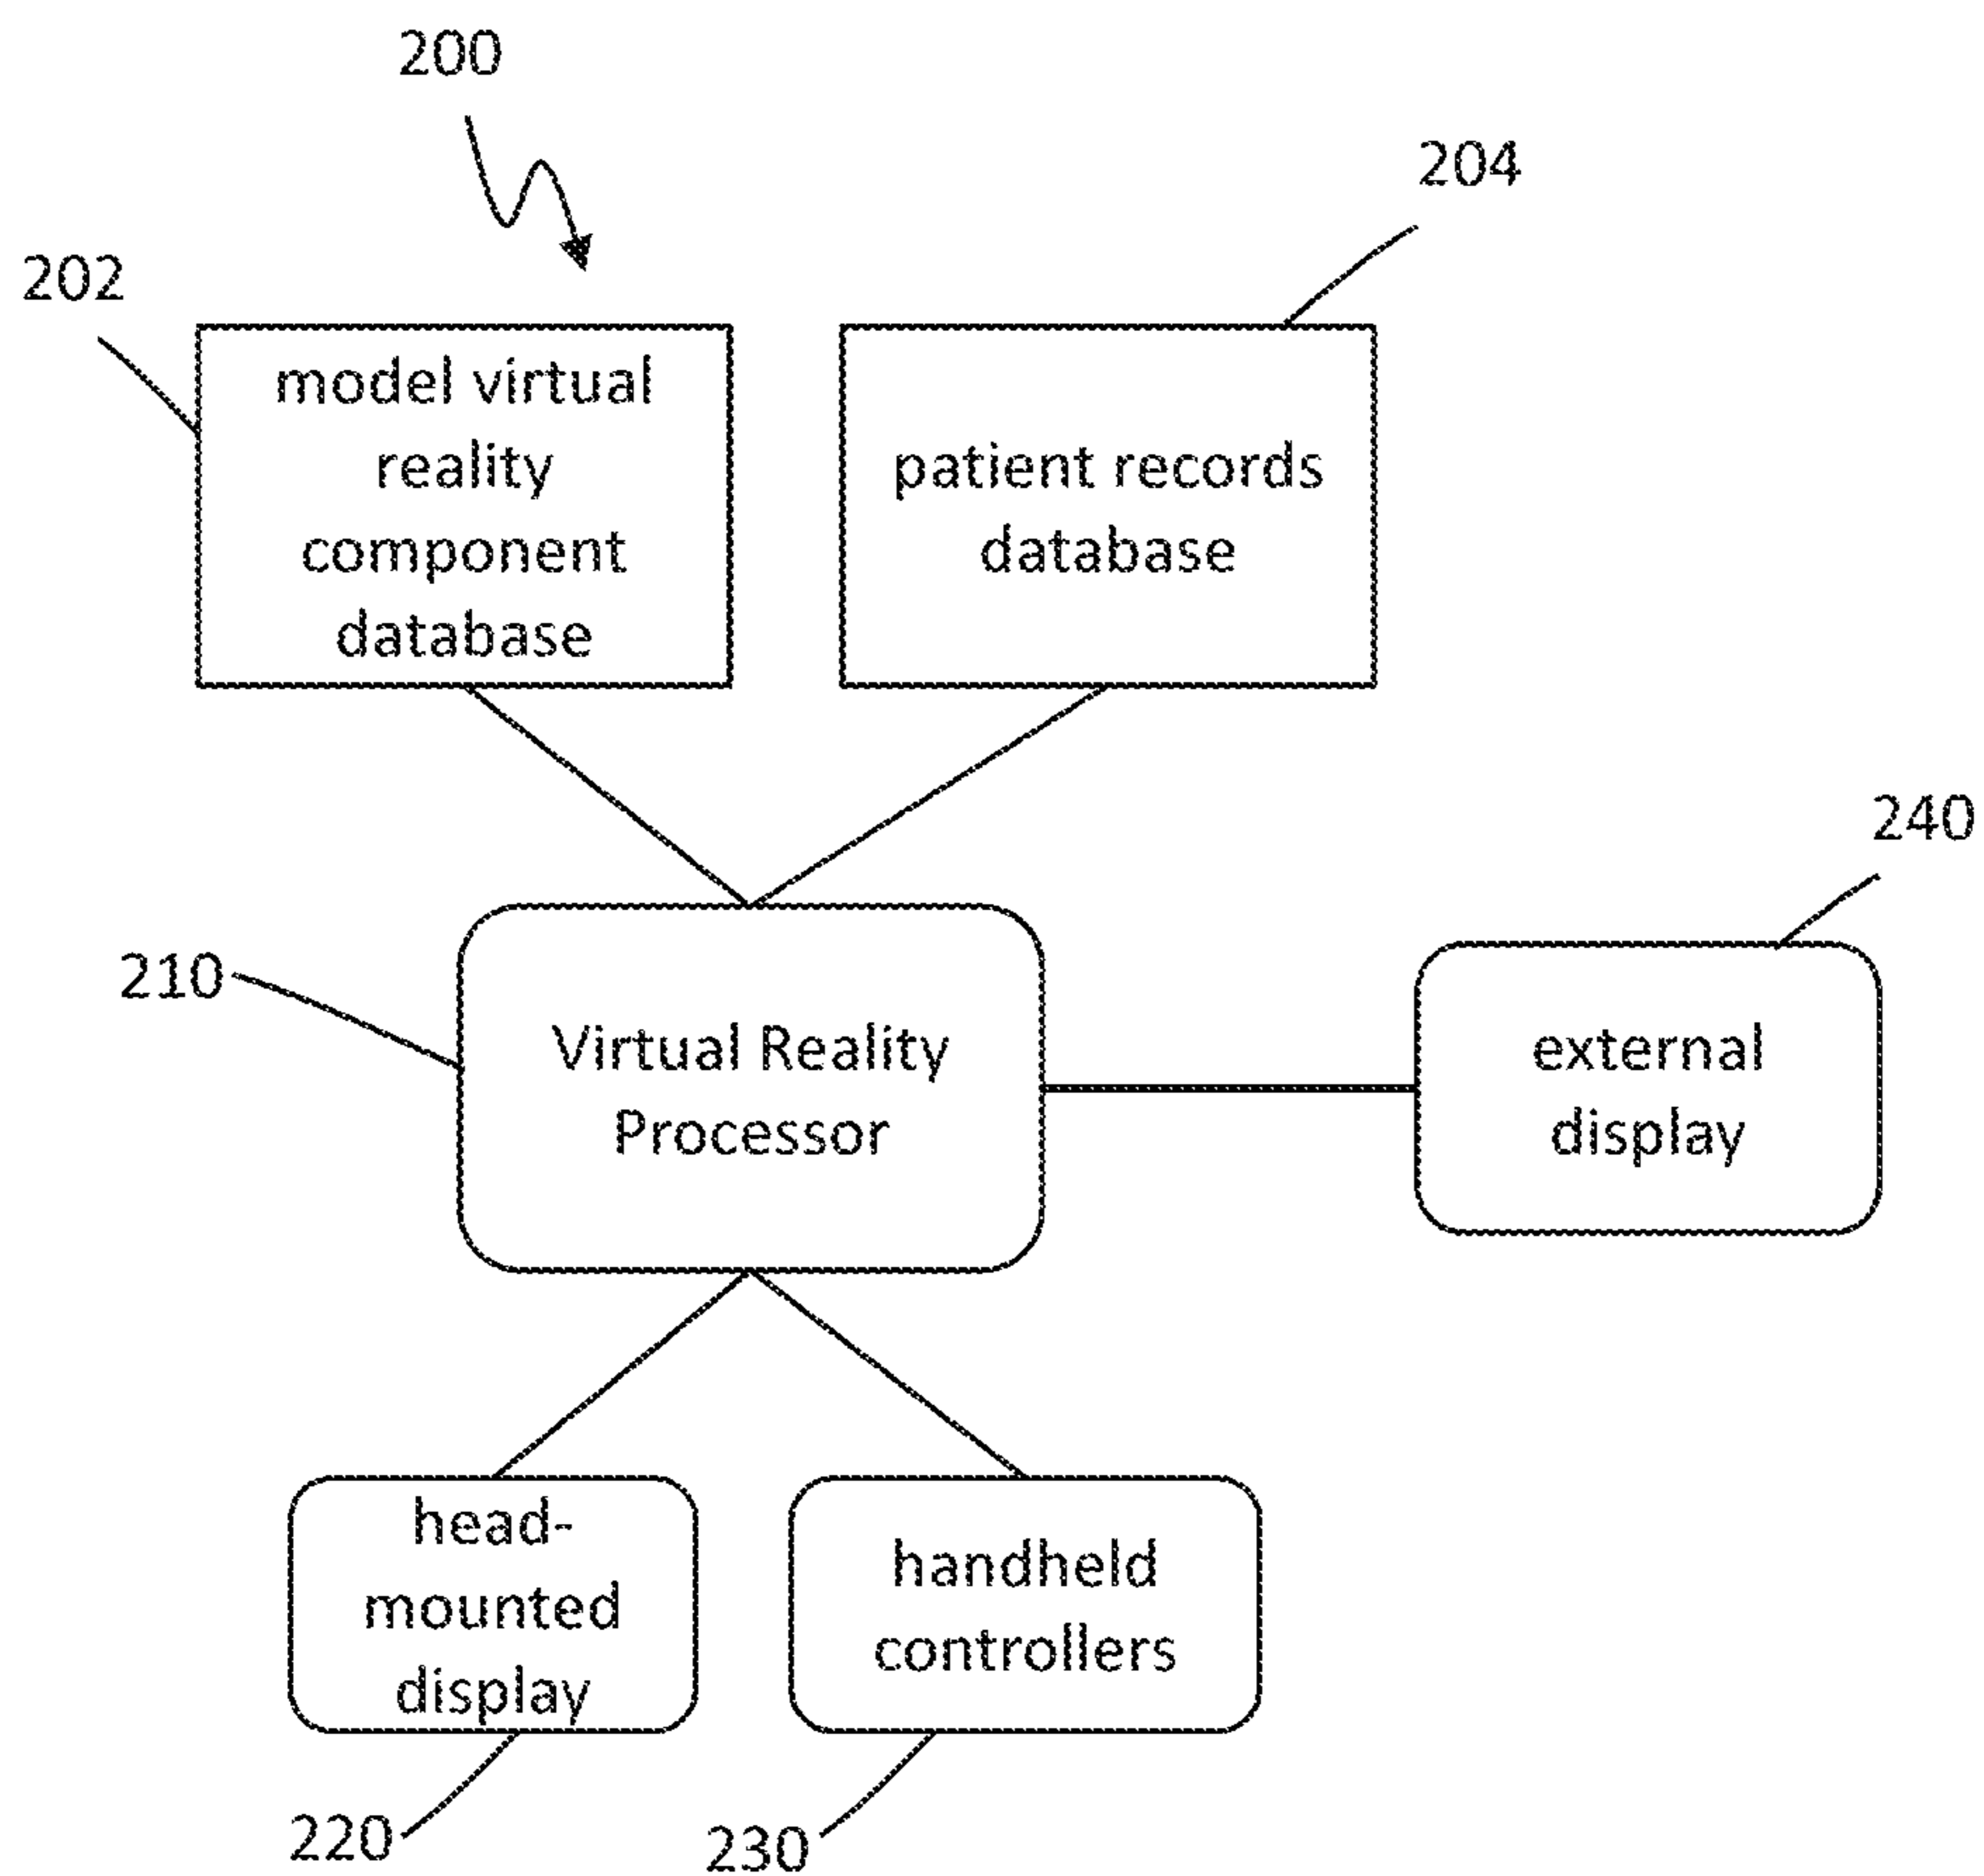 200
204
202
model virtual
reality
component
database
patient records
database
240
210
Virtual Reality
Processor
external
display
head-
mounted
display
handheld
controllers
220
230